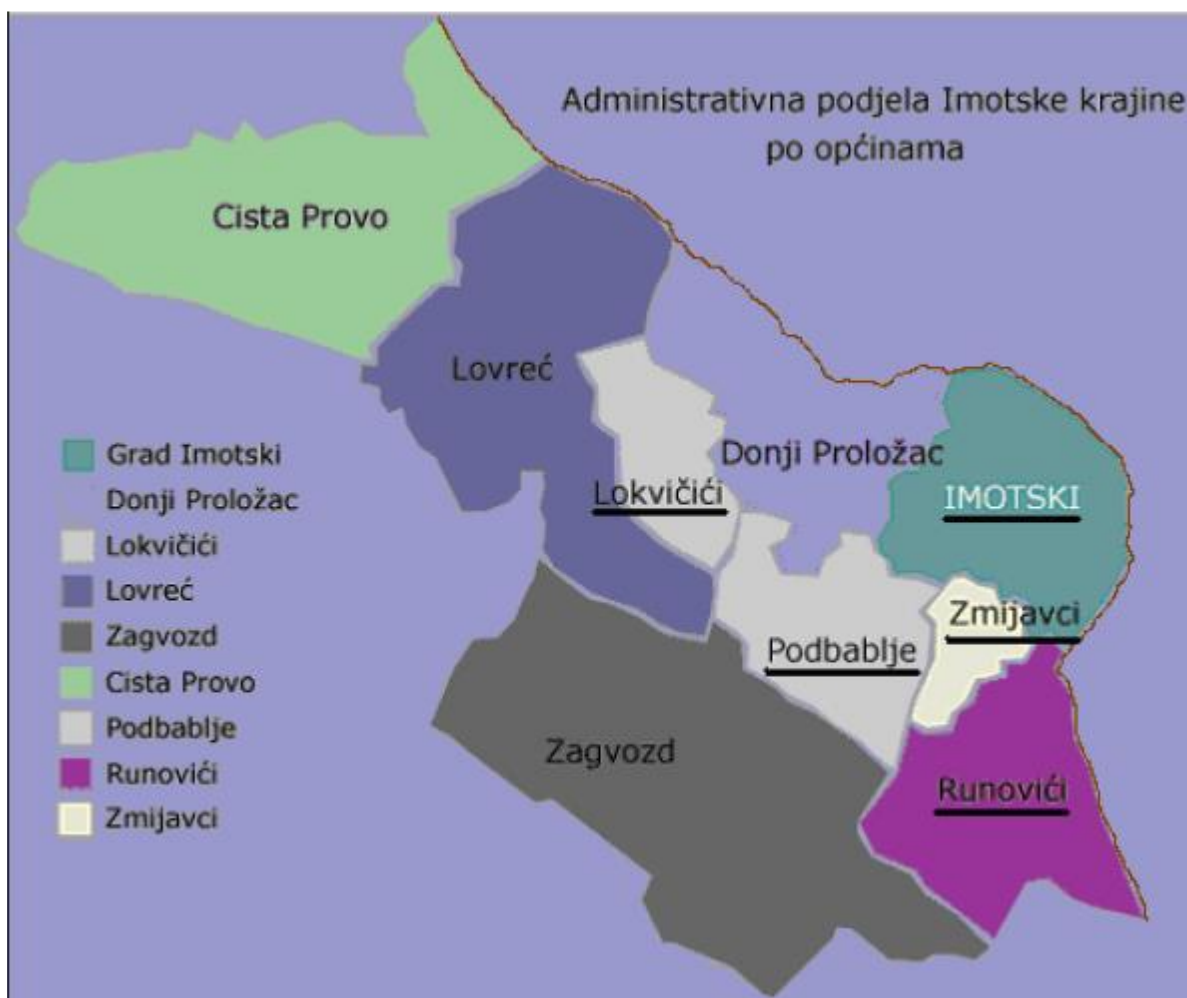 Administrativna podjela Imotske krajine
po općinama
Cista Provo
Lovreć
Donji Proložac
Lokvičići
IMOTSKI
Zmijavci
Podbablje
Zagvozd
Runovići
Grad Imotski
Donji Proložac
Lokvičići
Lovreć
Zagvozd
Cista Provo
Podbablje
Runovići
Zmijavci